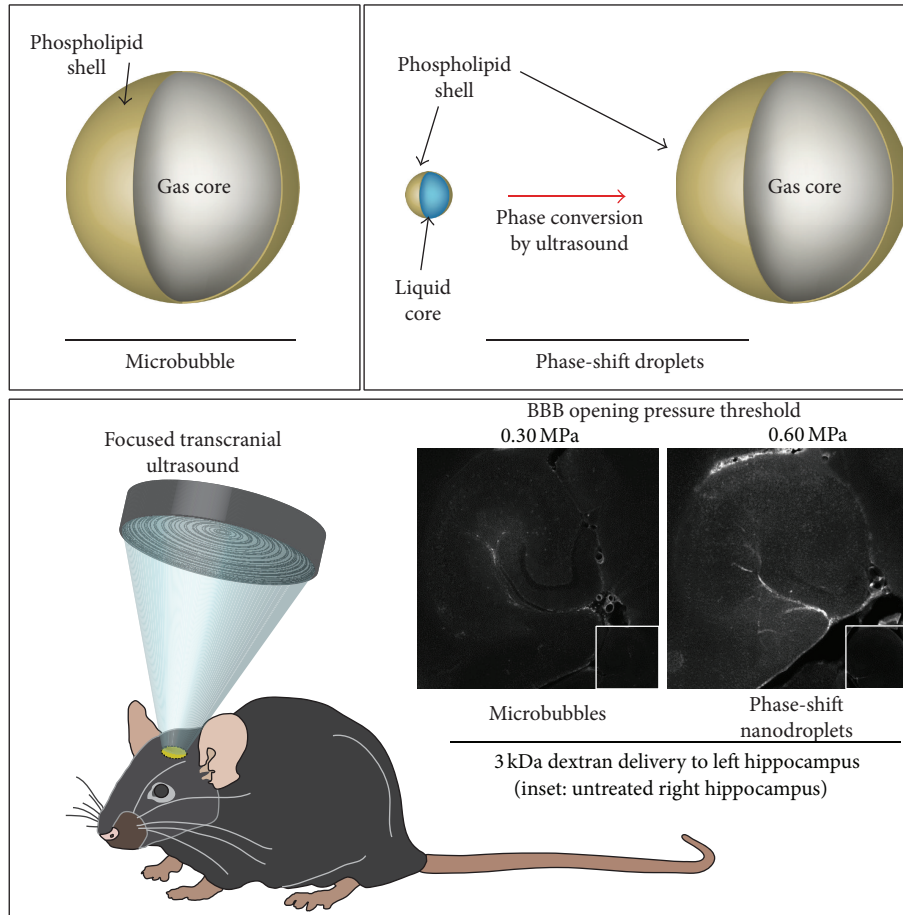 Phospholipid
shell
Gas core
Microbubble
Phospholipid
shell
Gas core
Phase conversion
by ultrasound
Liquid
core
Phase-shift droplets
Focused transcranial
ultrasound
BBB opening pressure threshold
0.30 MPa
0.60 MPa
Microbubbles
Phase-shift
nanodroplets
3 kDa dextran delivery to left hippocampus
(inset: untreated right hippocampus)